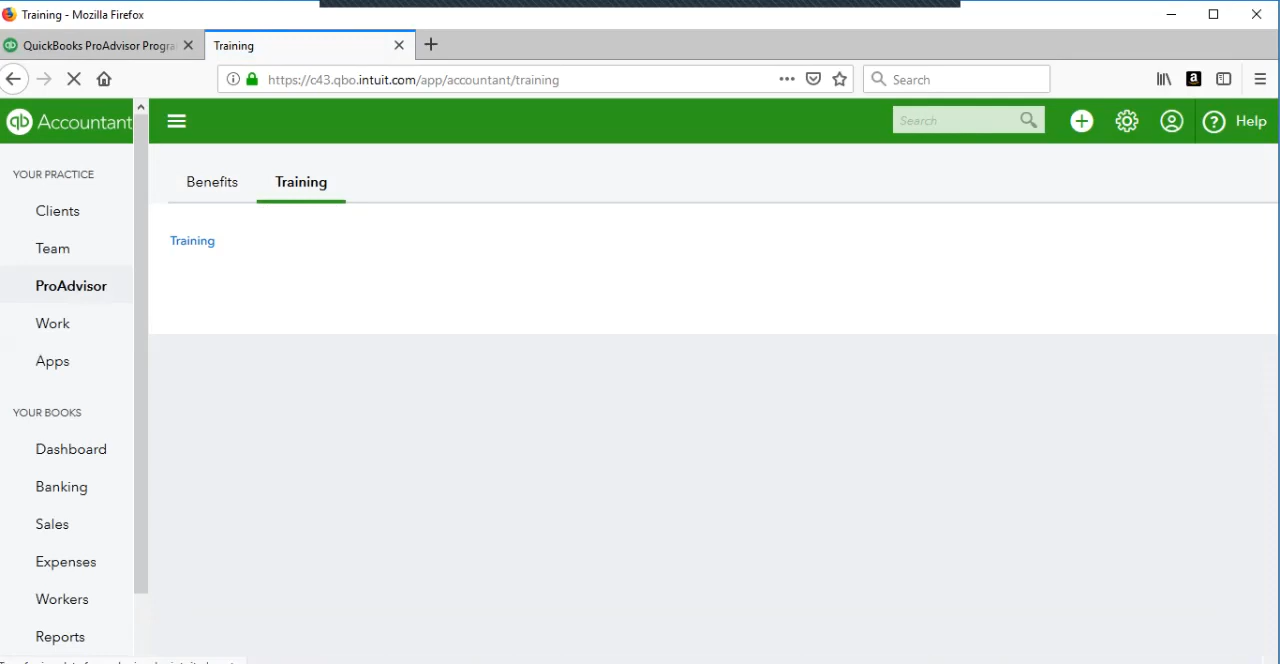 Training - Mozilla Firefox
QuickBooks ProAdvisor Progra
Training
https://c43.qbo.intuit.com/app/accountant/training
Search
a
qb Accountant
Search
Help
YOUR PRACTICE
Clients
Team
ProAdvisor
Work
Apps
YOUR BOOKS
Dashboard
Banking
Sales
Expenses
Workers
Reports
Benefits
Training
Training